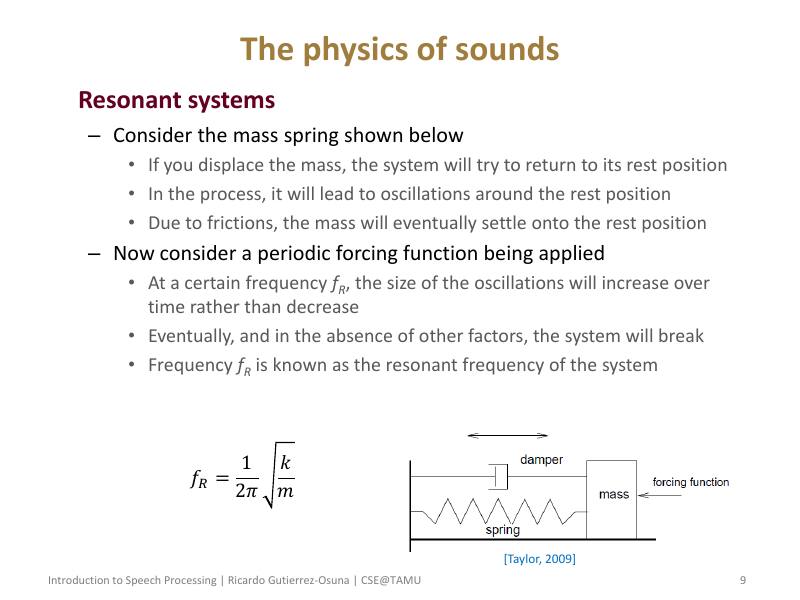 The physics of sounds
Resonant systems
– Consider the mass spring shown below
• If you displace the mass, the system will try to return to its rest position
• In the process, it will lead to oscillations around the rest position
• Due to frictions, the mass will eventually settle onto the rest position
– Now consider a periodic forcing function being applied
• At a certain frequency f_R, the size of the oscillations will increase over
time rather than decrease
• Eventually, and in the absence of other factors, the system will break
• Frequency f_R is known as the resonant frequency of the system
f_R = 1/2π √k/m
damper
forcing function
mass
spring
[Taylor, 2009]
Introduction to Speech Processing | Ricardo Gutierrez-Osuna | CSE@TAMU
9